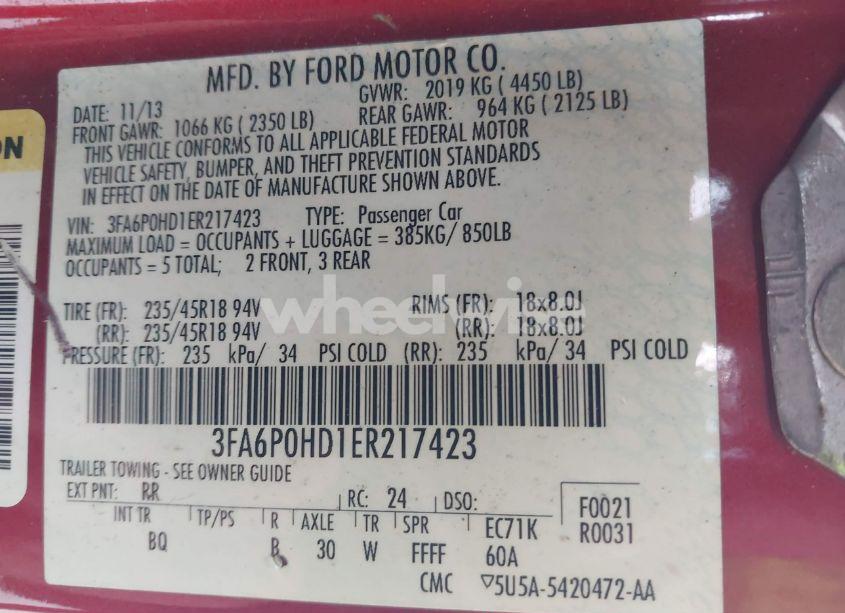 ON
MFD. BY FORD MOTOR CO.
DATE: 11/13 GVWR: 2019 KG ( 4450 LB)
FRONT GAWR: 1066 KG ( 2350 LB) REAR GAWR: 964 KG ( 2125 LB)
THIS VEHICLE CONFORMS TO ALL APPLICABLE FEDERAL MOTOR
VEHICLE SAFETY, BUMPER, AND THEFT PREVENTION STANDARDS
IN EFFECT ON THE DATE OF MANUFACTURE SHOWN ABOVE.
VIN: 3FA6P0HD1ER217423 TYPE: Passenger Car
MAXIMUM LOAD = OCCUPANTS + LUGGAGE = 385KG/ 850LB
OCCUPANTS = 5 TOTAL; 2 FRONT, 3 REAR
TIRE (FR): 235/45R18 94V RIMS (FR): 18x8.0J
(RR): 235/45R18 94V (RR): 18x8.0J
PRESSURE (FR): 235 kPa/ 34 PSI COLD (RR): 235 kPa/ 34 PSI COLD
3FA6P0HD1ER217423
TRAILER TOWING - SEE OWNER GUIDE
EXT PNT: RR RC: 24 DSO: F0021
INT TR TP/PS R AXLE TR SPR EC71K R0031
BQ B 30 W FFFF 60A
CMC ▽5U5A-5420472-AA